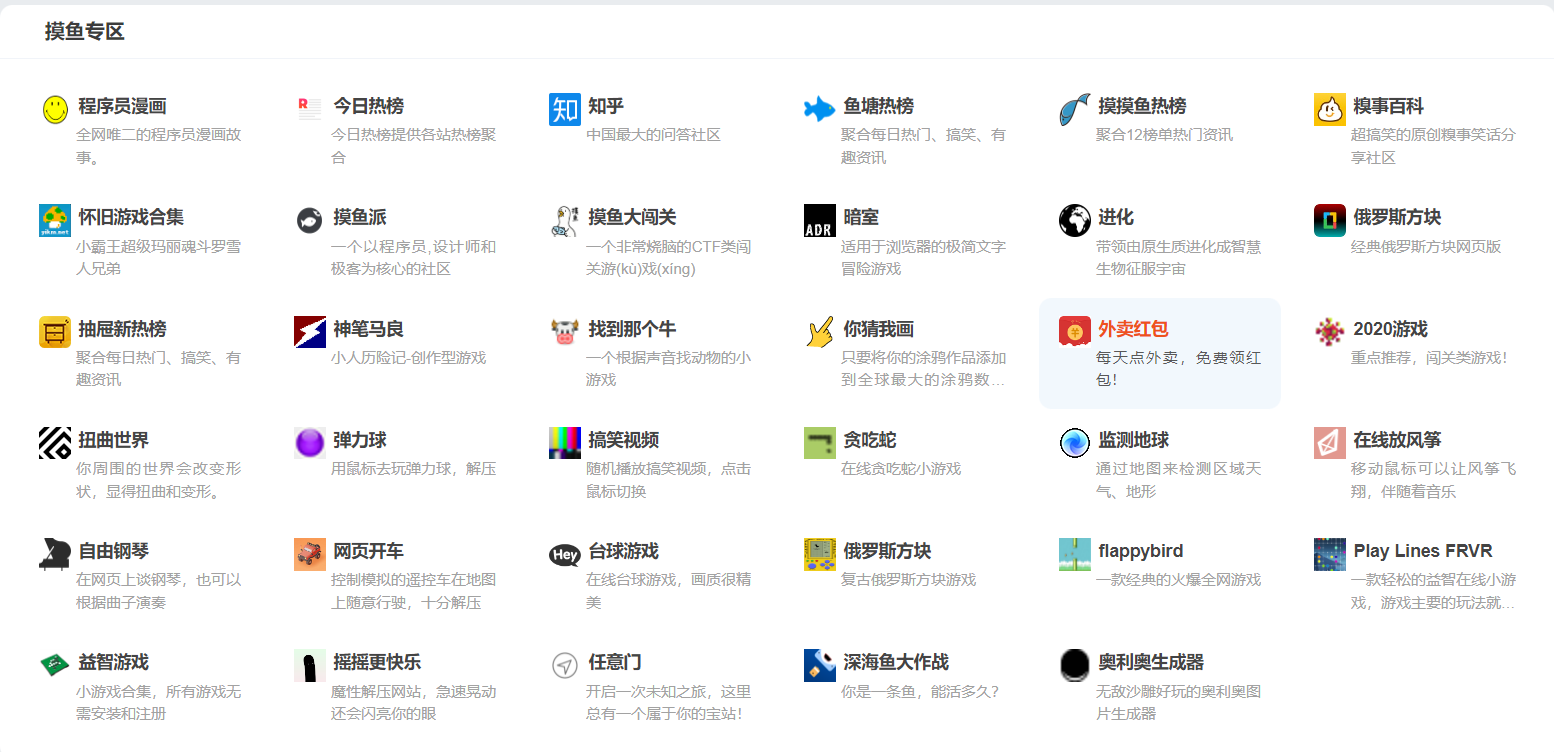 摸鱼专区
程序员漫画
全网唯二的程序员漫画故
事。
今日热榜
今日热榜提供各站热榜聚
合
知乎
中国最大的问答社区
鱼塘热榜
聚合每日热门、搞笑、有
趣资讯
摸摸鱼热榜
聚合12榜单热门资讯
糗事百科
超搞笑的原创糗事笑话分
享社区
怀旧游戏合集
小霸王超级玛丽魂斗罗雪
人兄弟
摸鱼派
一个以程序员,设计师和
极客为核心的社区
摸鱼大闯关
一个非常烧脑的CTF类闯
关游(kù)戏(xíng)
暗室
适用于浏览器的极简文字
冒险游戏
进化
带领由原生质进化成智慧
生物征服宇宙
俄罗斯方块
经典俄罗斯方块网页版
抽屉新热榜
聚合每日热门、搞笑、有
趣资讯
神笔马良
小人历险记-创作型游戏
找到那个牛
一个根据声音找动物的小
游戏
你猜我画
只要将你的涂鸦作品添加
到全球最大的涂鸦数...
外卖红包
每天点外卖，免费领红
包！
2020游戏
重点推荐，闯关类游戏！
扭曲世界
你周围的世界会改变形
状，显得扭曲和变形。
弹力球
用鼠标去玩弹力球，解压
搞笑视频
随机播放搞笑视频，点击
鼠标切换
贪吃蛇
在线贪吃蛇小游戏
监测地球
通过地图来检测区域天
气、地形
在线放风筝
移动鼠标可以让风筝飞
翔，伴随着音乐
自由钢琴
在网页上谈钢琴，也可以
根据曲子演奏
网页开车
控制模拟的遥控车在地图
上随意行驶，十分解压
台球游戏
在线台球游戏，画质很精
美
俄罗斯方块
复古俄罗斯方块游戏
flappybird
一款经典的火爆全网游戏
Play Lines FRVR
一款轻松的益智在线小游
戏，游戏主要的玩法就...
益智游戏
小游戏合集，所有游戏无
需安装和注册
摇摇更快乐
魔性解压网站，急速晃动
还会闪亮你的眼
任意门
开启一次未知之旅，这里
总有一个属于你的宝站！
深海鱼大作战
你是一条鱼，能活多久？
奥利奥生成器
无敌沙雕好玩的奥利奥图
片生成器
R
知
yikm.net
ADR
Hey